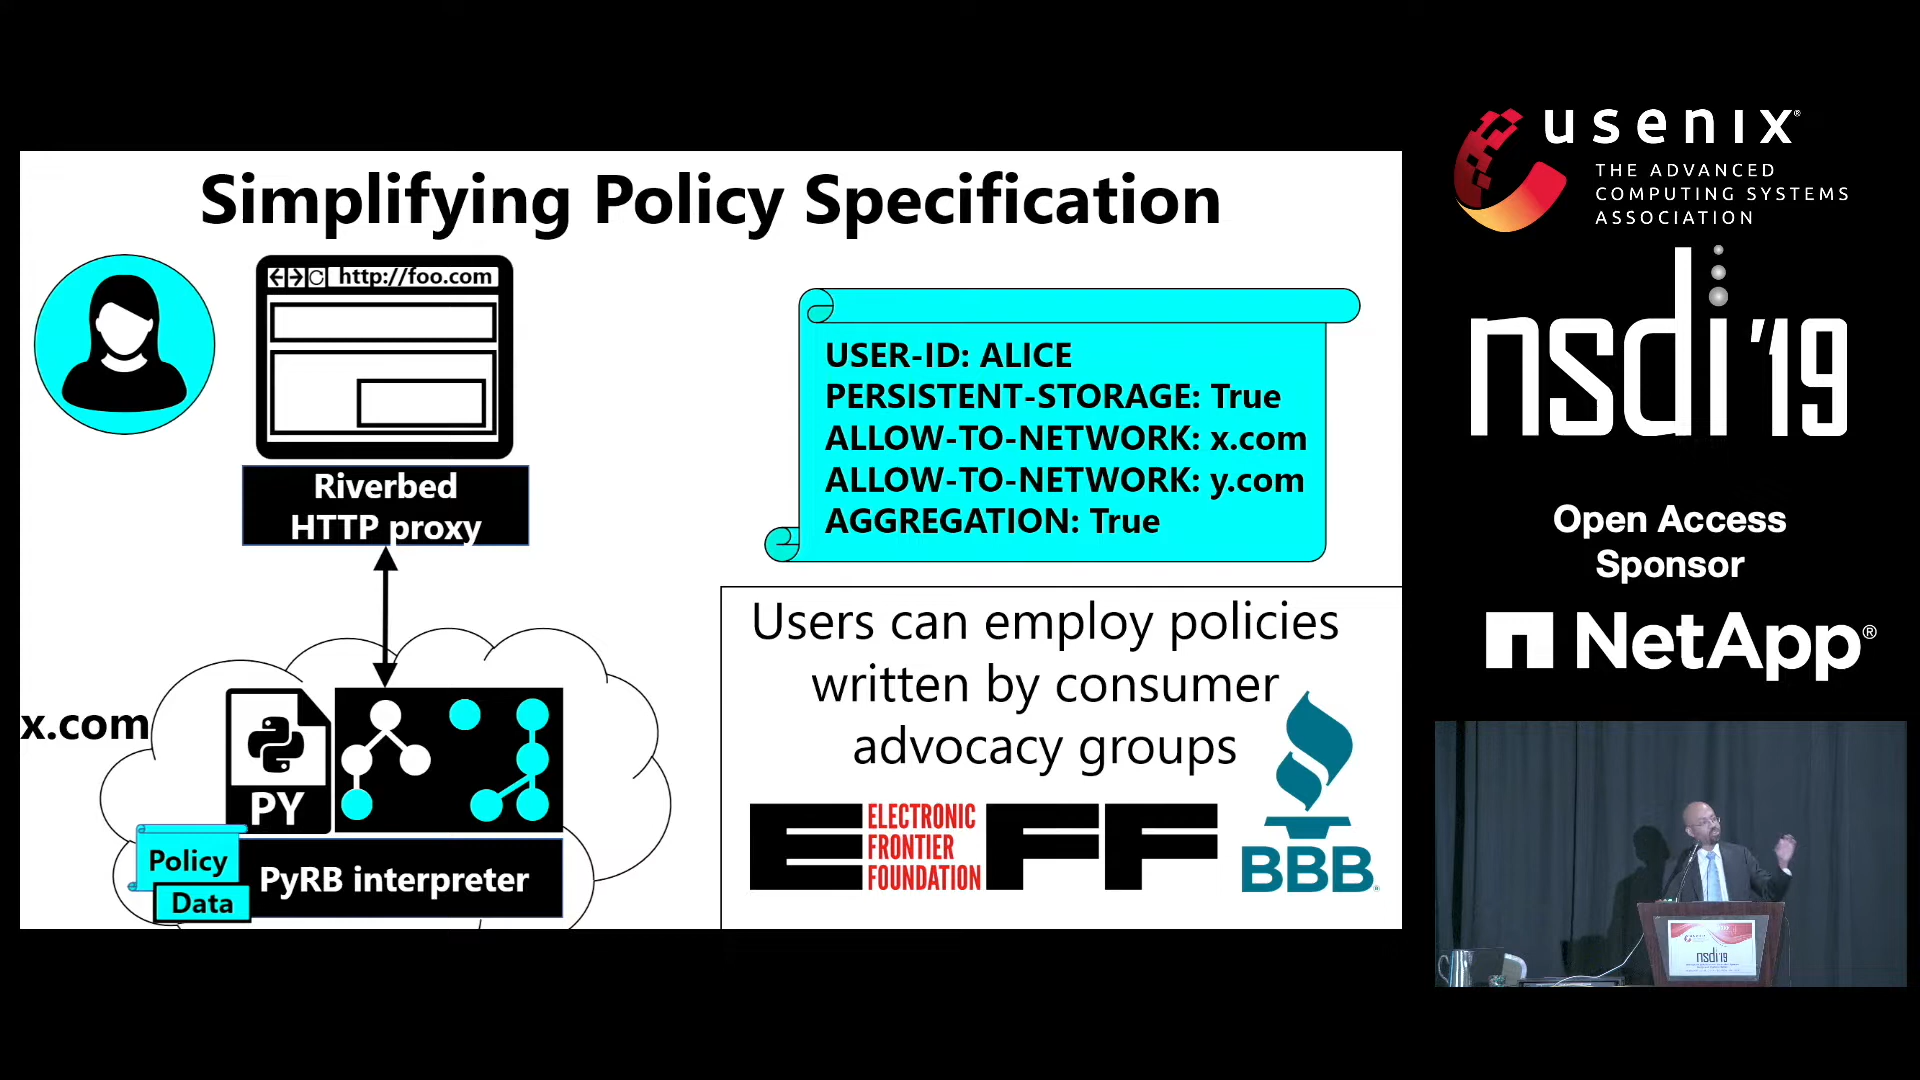 Simplifying Policy Specification
http://foo.com
Riverbed
HTTP proxy
x.com
PY
Policy
Data
PyRB interpreter
USER-ID: ALICE
PERSISTENT-STORAGE: True
ALLOW-TO-NETWORK: x.com
ALLOW-TO-NETWORK: y.com
AGGREGATION: True
Users can employ policies
written by consumer
advocacy groups
EFF
ELECTRONIC
FRONTIER
FOUNDATION
BBB®
usenix®
THE ADVANCED
COMPUTING SYSTEMS
ASSOCIATION
nsdi '19
Open Access
Sponsor
NetApp®
nsdi'19